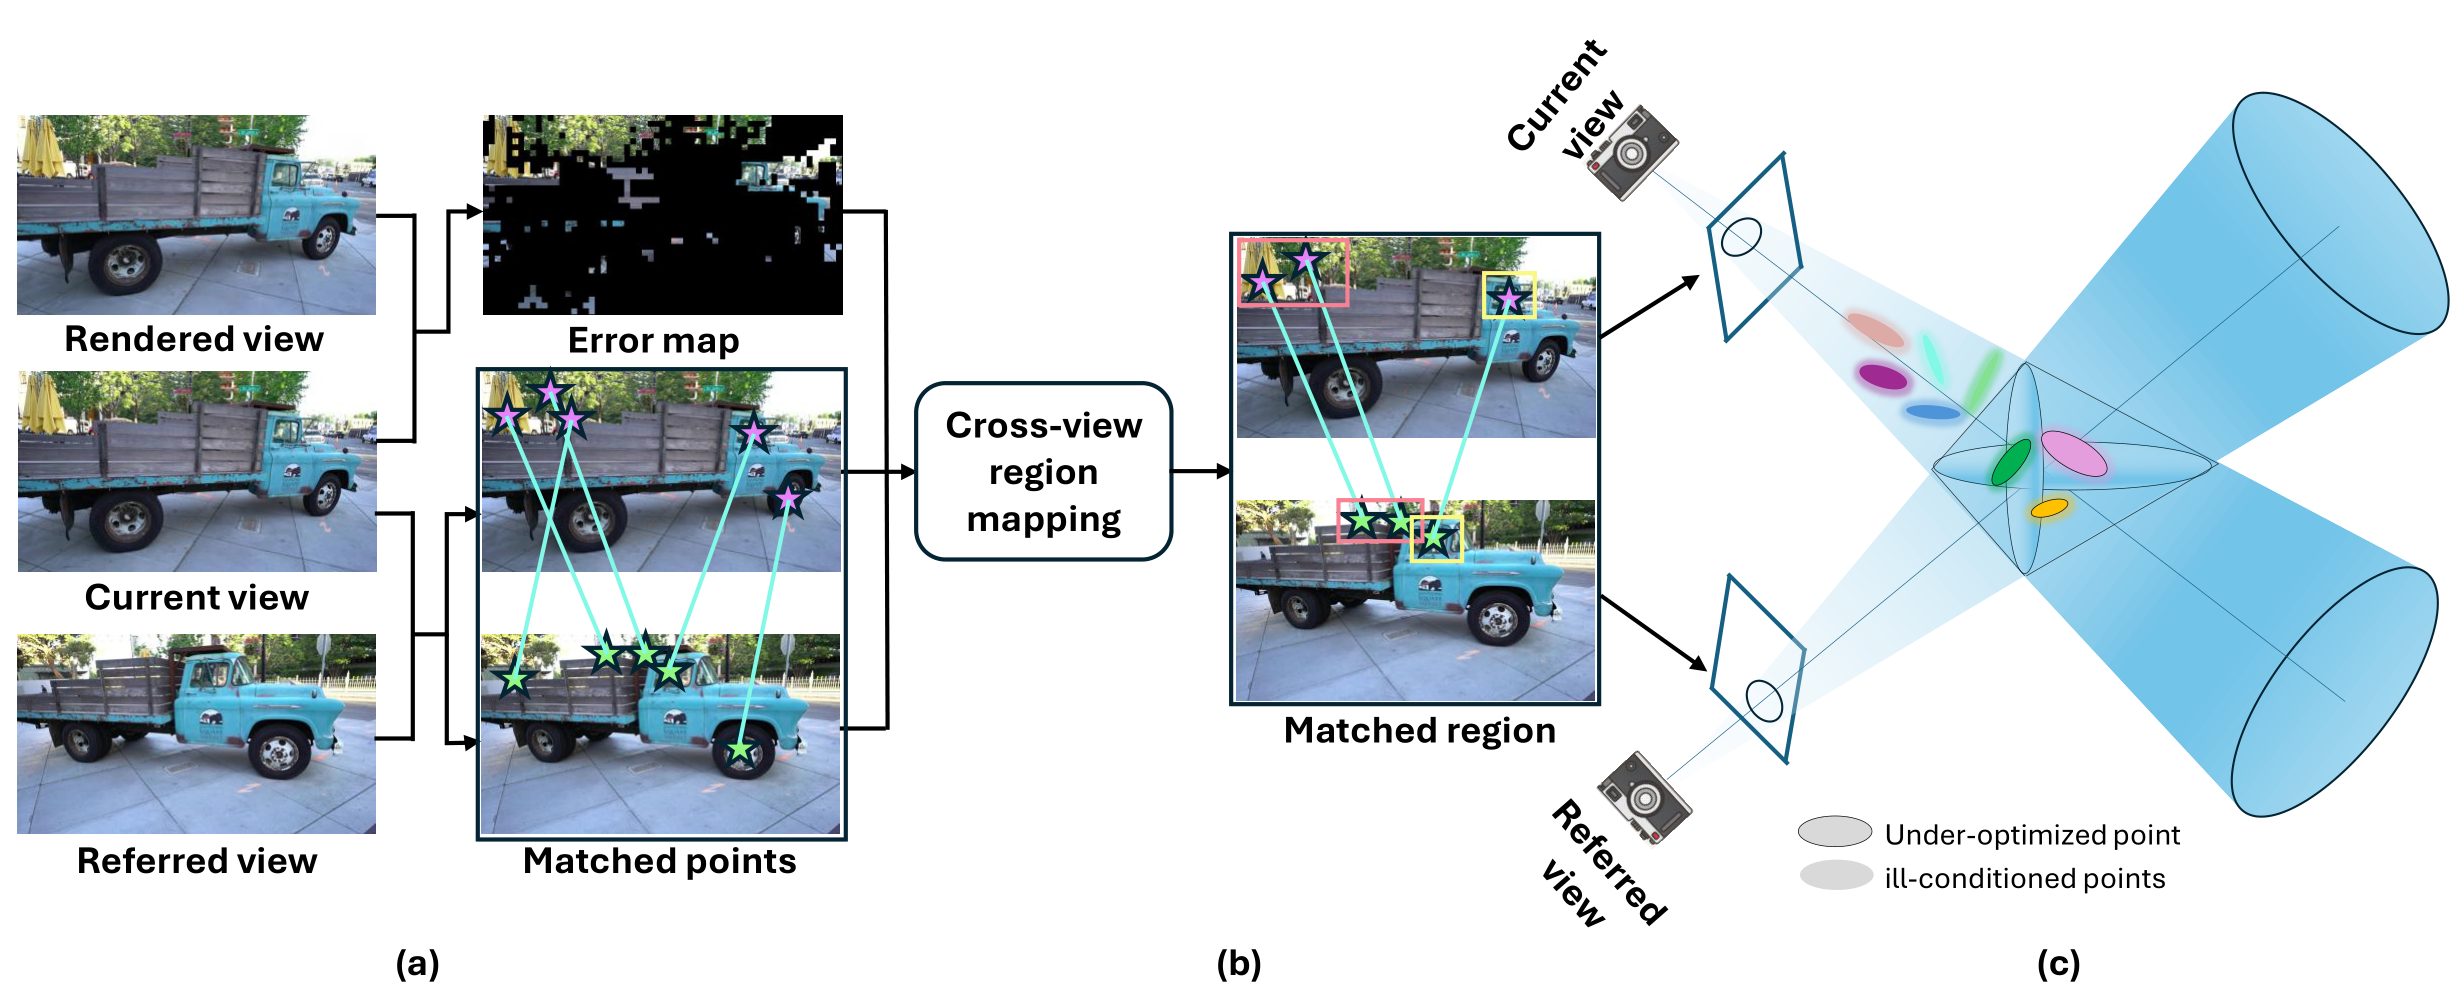 Rendered view
Error map
Current view
Referred view
Matched points
Cross-view
region
mapping
Matched region
Current
view
Referred
view
Under-optimized point
ill-conditioned points
(a)
(b)
(c)